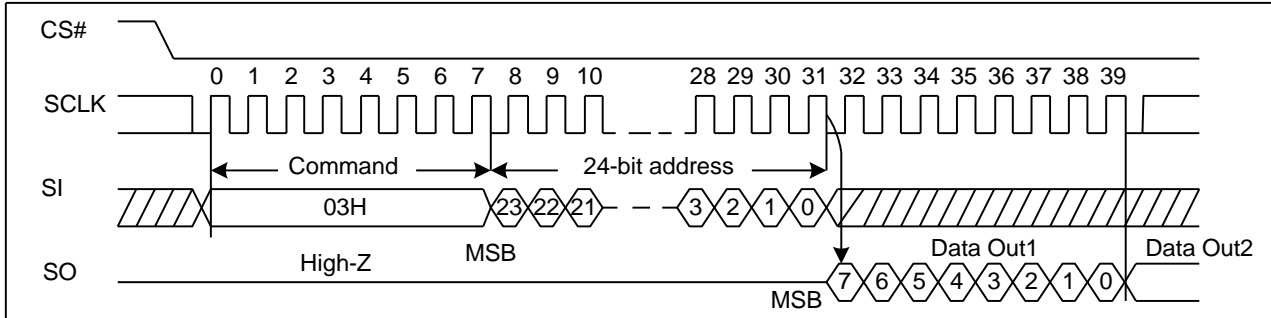 CS#
0 1 2 3 4 5 6 7 8 9 10 28 29 30 31 32 33 34 35 36 37 38 39
SCLK
Command 24-bit address
SI
03H 23 22 21 3 2 1 0
High-Z MSB Data Out1 Data Out2
SO
MSB 7 6 5 4 3 2 1 0